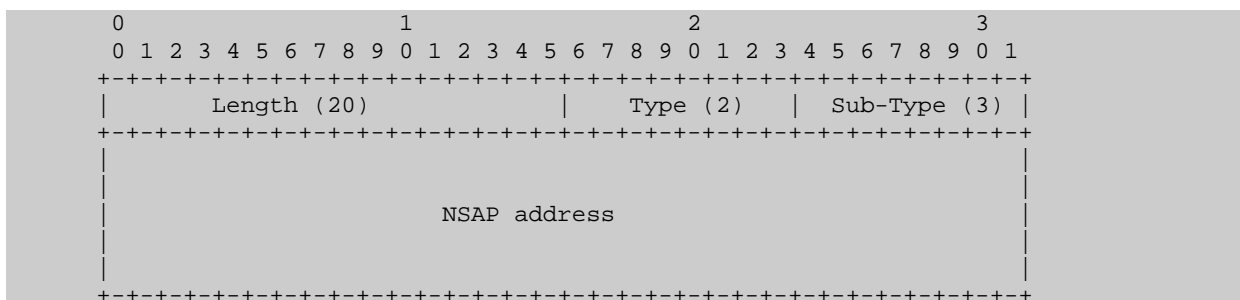 0                   1                   2                   3
0 1 2 3 4 5 6 7 8 9 0 1 2 3 4 5 6 7 8 9 0 1 2 3 4 5 6 7 8 9 0 1
+-+-+-+-+-+-+-+-+-+-+-+-+-+-+-+-+-+-+-+-+-+-+-+-+-+-+-+-+-+-+-+-+
|       Length (20)             |    Type (2)   |  Sub-Type (3) |
+-+-+-+-+-+-+-+-+-+-+-+-+-+-+-+-+-+-+-+-+-+-+-+-+-+-+-+-+-+-+-+-+
|                                                               |
|                                                               |
|                       NSAP address                            |
|                                                               |
|                                                               |
+-+-+-+-+-+-+-+-+-+-+-+-+-+-+-+-+-+-+-+-+-+-+-+-+-+-+-+-+-+-+-+-+